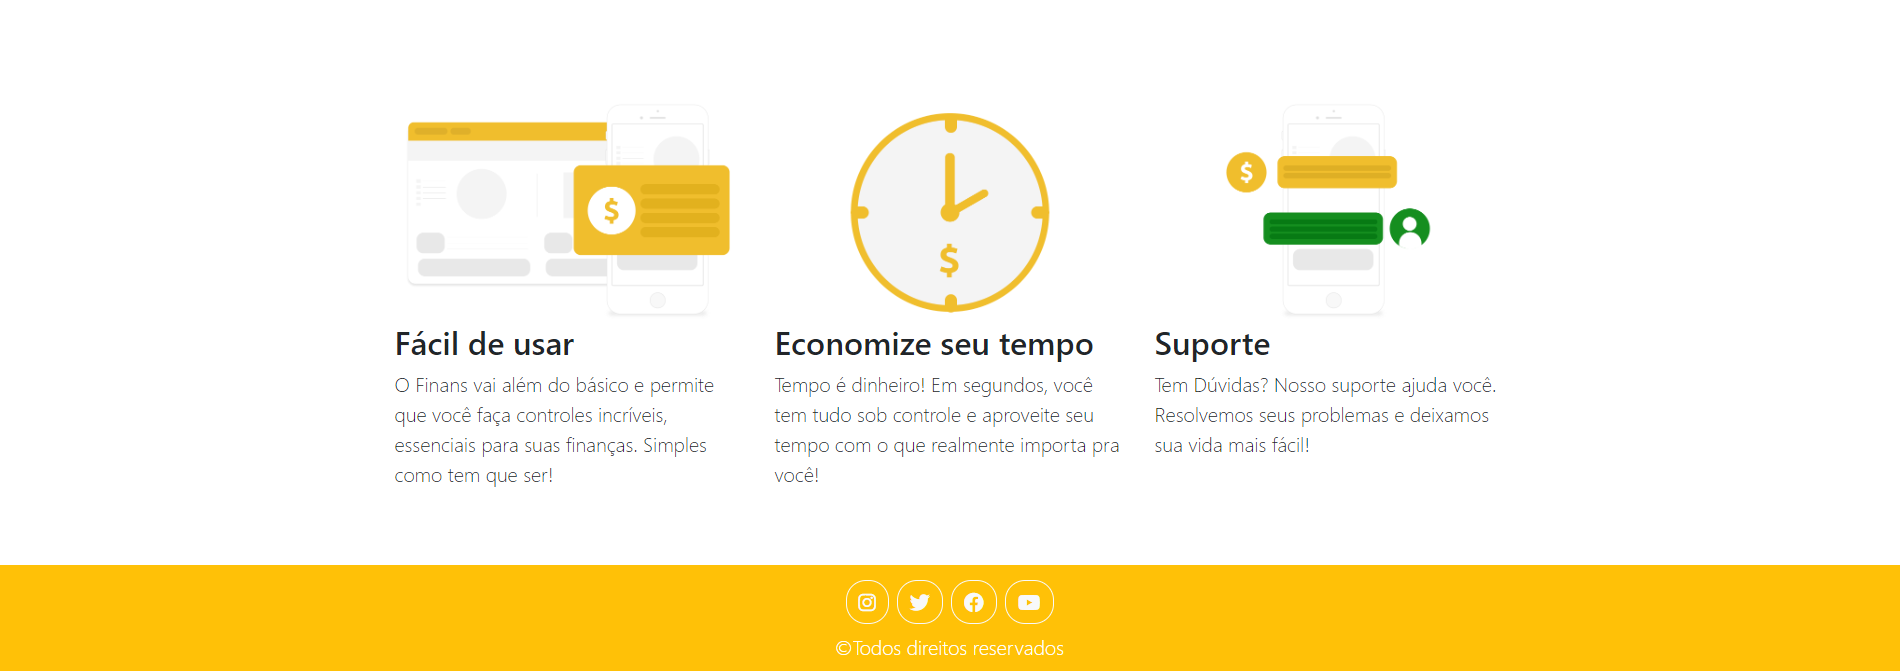 $
$
$
Fácil de usar
O Finans vai além do básico e permite
que você faça controles incríveis,
essenciais para suas finanças. Simples
como tem que ser!
Economize seu tempo
Tempo é dinheiro! Em segundos, você
tem tudo sob controle e aproveite seu
tempo com o que realmente importa pra
você!
Suporte
Tem Dúvidas? Nosso suporte ajuda você.
Resolvemos seus problemas e deixamos
sua vida mais fácil!
©Todos direitos reservados